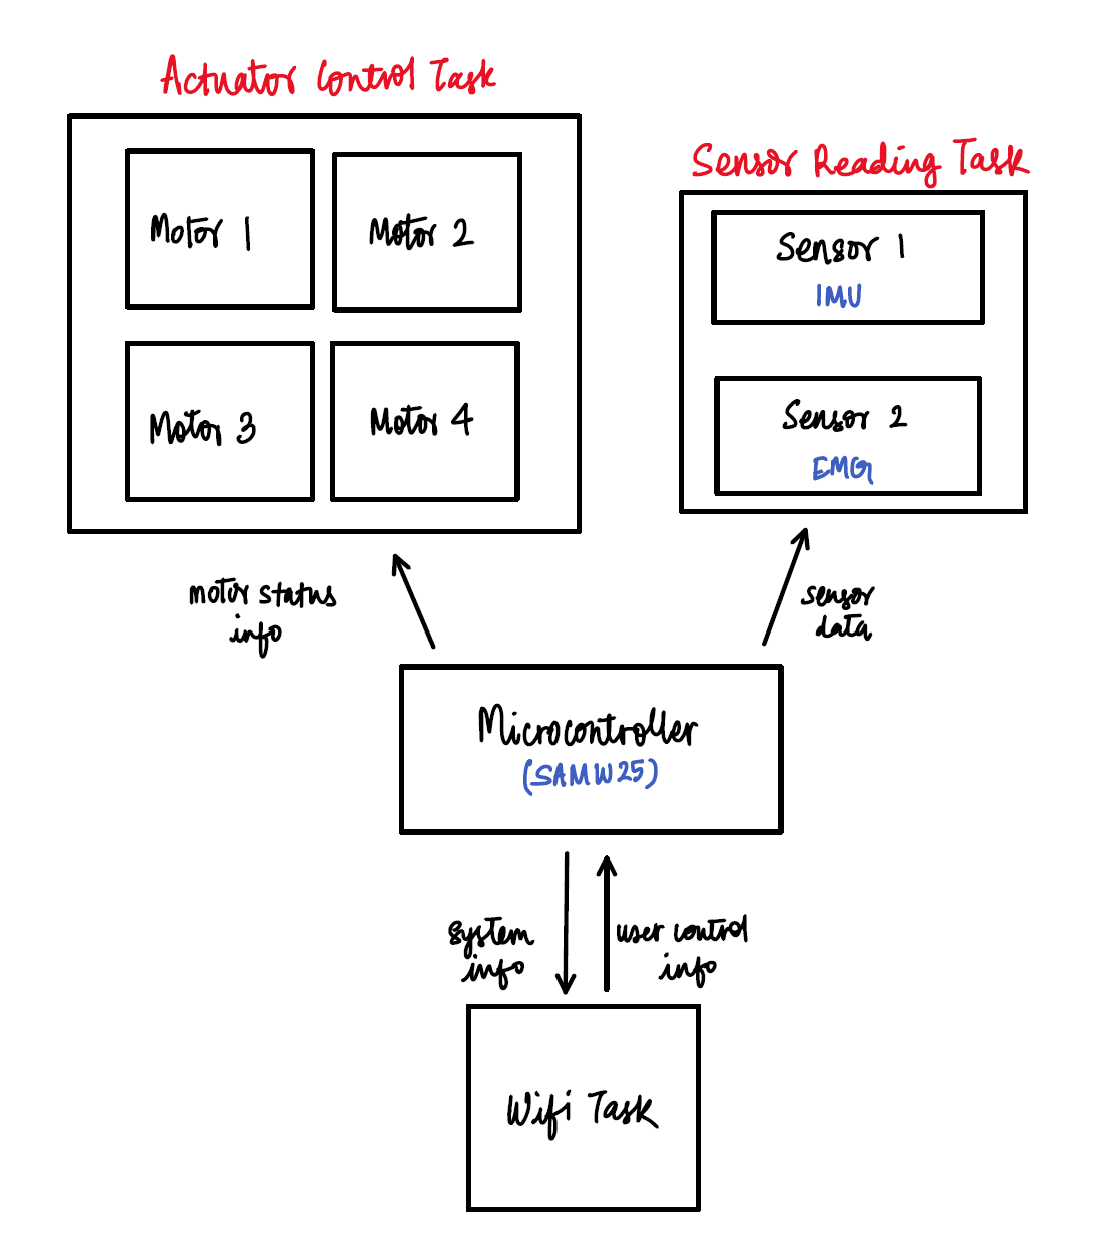 Actuator Control Task
Motor 1
Motor 2
Motor 3
Motor 4
Sensor Reading Task
Sensor 1
IMU
Sensor 2
EMG
motor status
info
sensor
data
Microcontroller
(SAMW25)
system
info
user control
info
Wifi Task